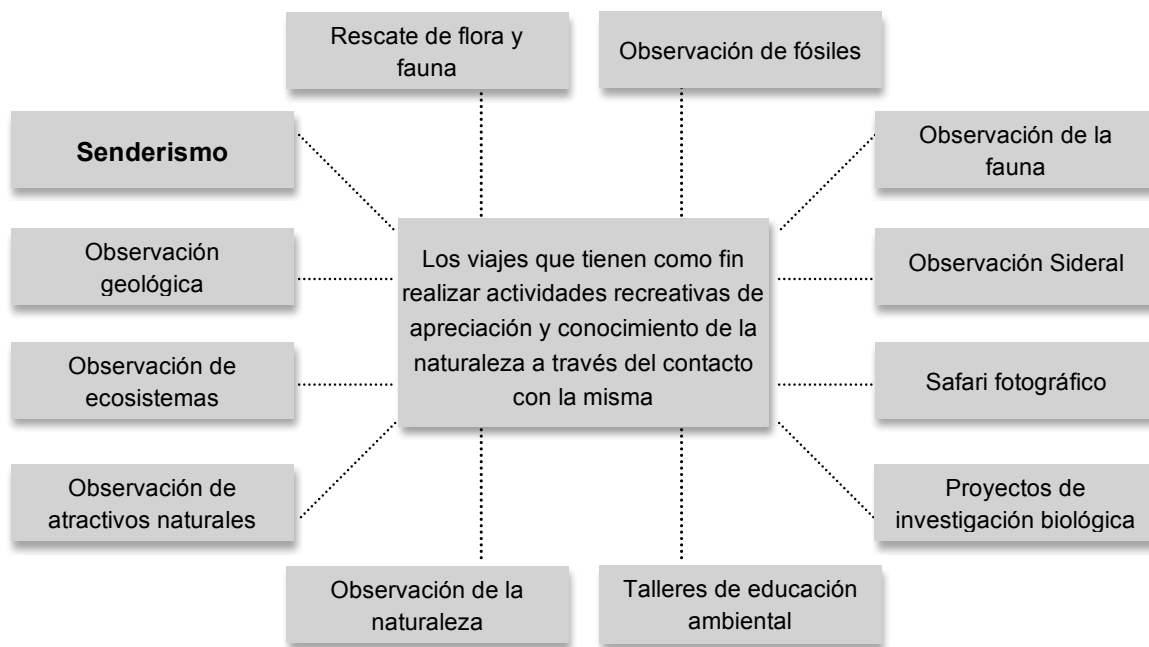 Rescate de flora y
fauna
Observación de fósiles
Senderismo
Observación de la
fauna
Observación
geológica
Los viajes que tienen como fin
realizar actividades recreativas de
apreciación y conocimiento de la
naturaleza a través del contacto
con la misma
Observación Sideral
Observación de
ecosistemas
Safari fotográfico
Observación de
atractivos naturales
Proyectos de
investigación biológica
Observación de la
naturaleza
Talleres de educación
ambiental